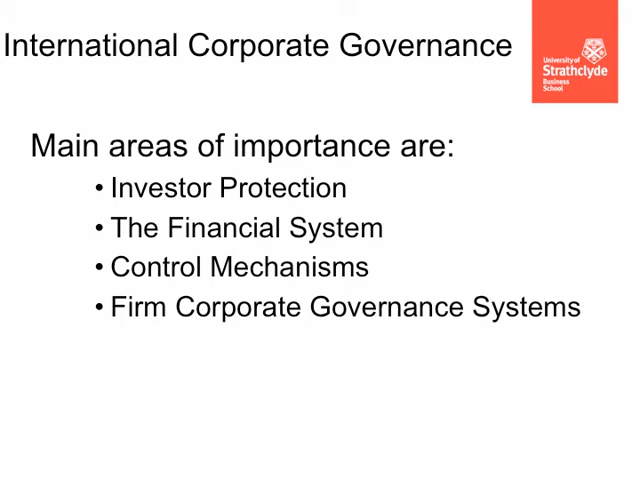 International Corporate Governance
University of
Strathclyde
Business
School
Main areas of importance are:
• Investor Protection
• The Financial System
• Control Mechanisms
• Firm Corporate Governance Systems